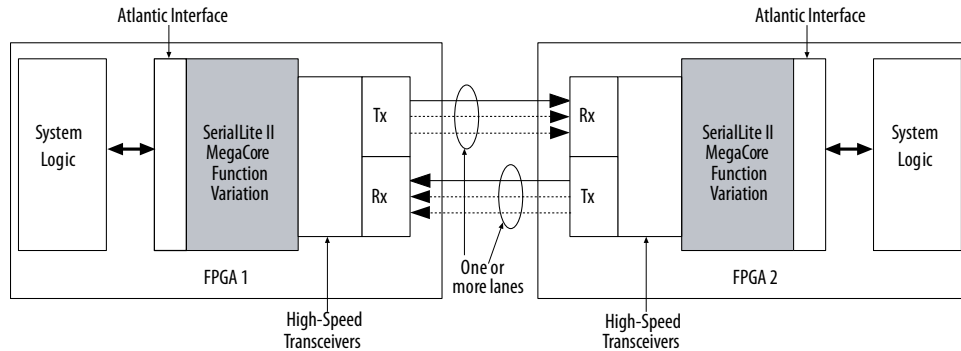 Atlantic Interface
Atlantic Interface
System
Logic
SerialLite II
MegaCore
Function
Variation
Tx
Rx
Rx
Tx
SerialLite II
MegaCore
Function
Variation
System
Logic
FPGA 1
One or
more lanes
FPGA 2
High-Speed
Transceivers
High-Speed
Transceivers